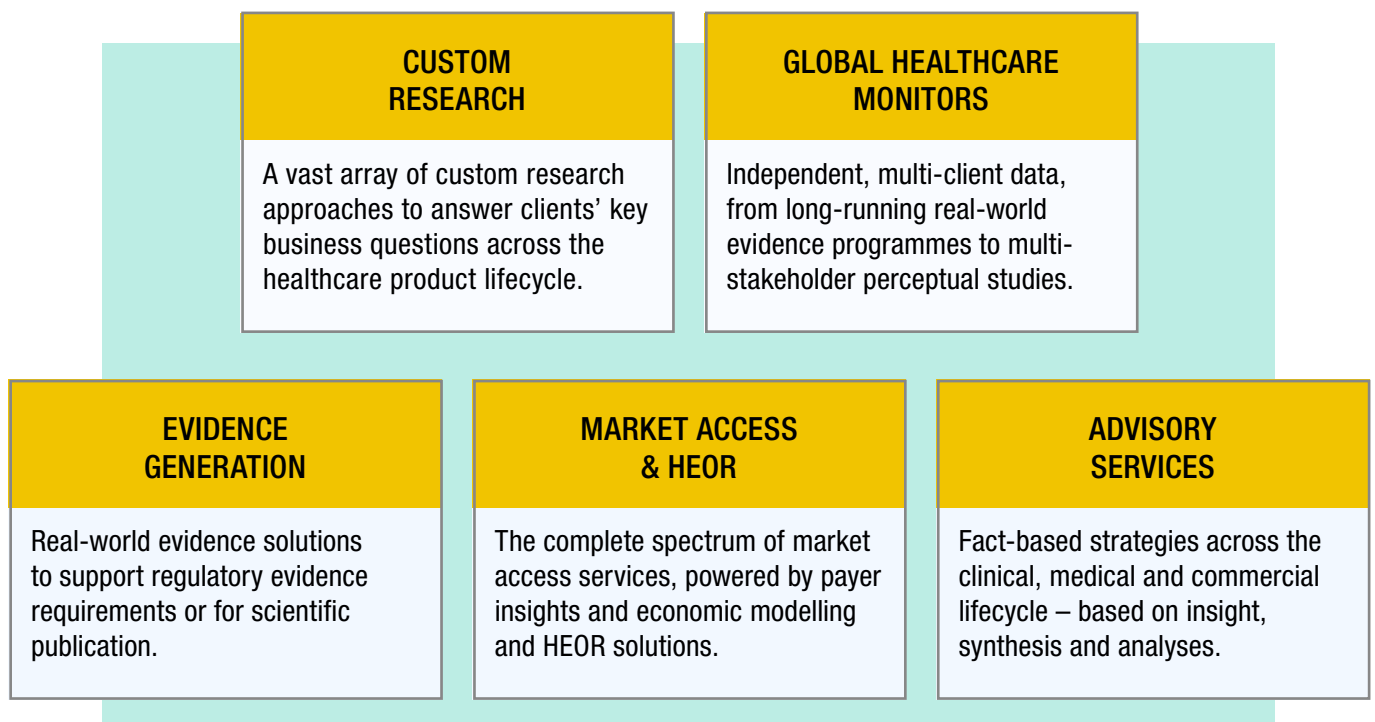 CUSTOM
RESEARCH
A vast array of custom research
approaches to answer clients’ key
business questions across the
healthcare product lifecycle.
GLOBAL HEALTHCARE
MONITORS
Independent, multi-client data,
from long-running real-world
evidence programmes to multi-
stakeholder perceptual studies.
EVIDENCE
GENERATION
Real-world evidence solutions
to support regulatory evidence
requirements or for scientific
publication.
MARKET ACCESS
& HEOR
The complete spectrum of market
access services, powered by payer
insights and economic modelling
and HEOR solutions.
ADVISORY
SERVICES
Fact-based strategies across the
clinical, medical and commercial
lifecycle – based on insight,
synthesis and analyses.